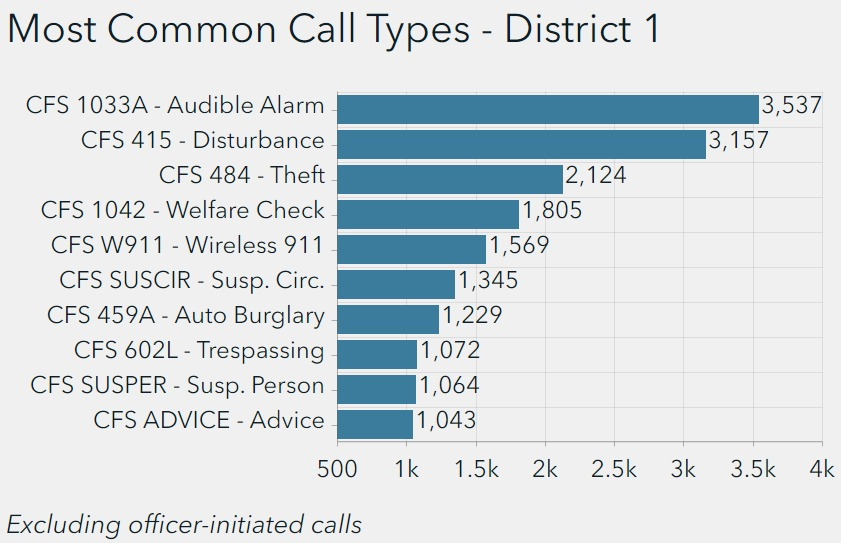 Most Common Call Types - District 1
CFS 1033A - Audible Alarm 3,537
CFS 415 - Disturbance 3,157
CFS 484 - Theft 2,124
CFS 1042 - Welfare Check 1,805
CFS W911 - Wireless 911 1,569
CFS SUSCIR - Susp. Circ. 1,345
CFS 459A - Auto Burglary 1,229
CFS 602L - Trespassing 1,072
CFS SUSPER - Susp. Person 1,064
CFS ADVICE - Advice 1,043
500 1k 1.5k 2k 2.5k 3k 3.5k 4k
Excluding officer-initiated calls